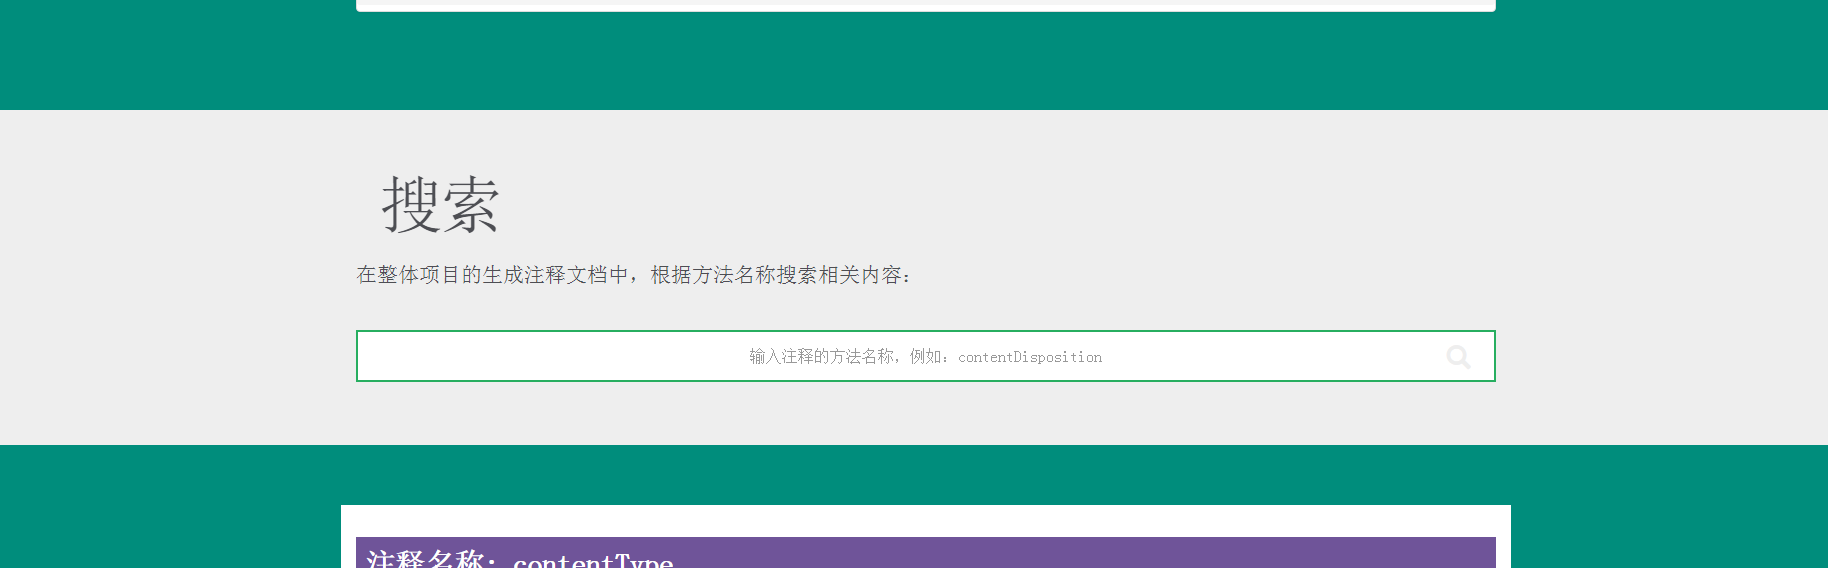 搜索
在整体项目的生成注释文档中，根据方法名称搜索相关内容：
输入注释的方法名称，例如：contentDisposition
注释名称：contentType